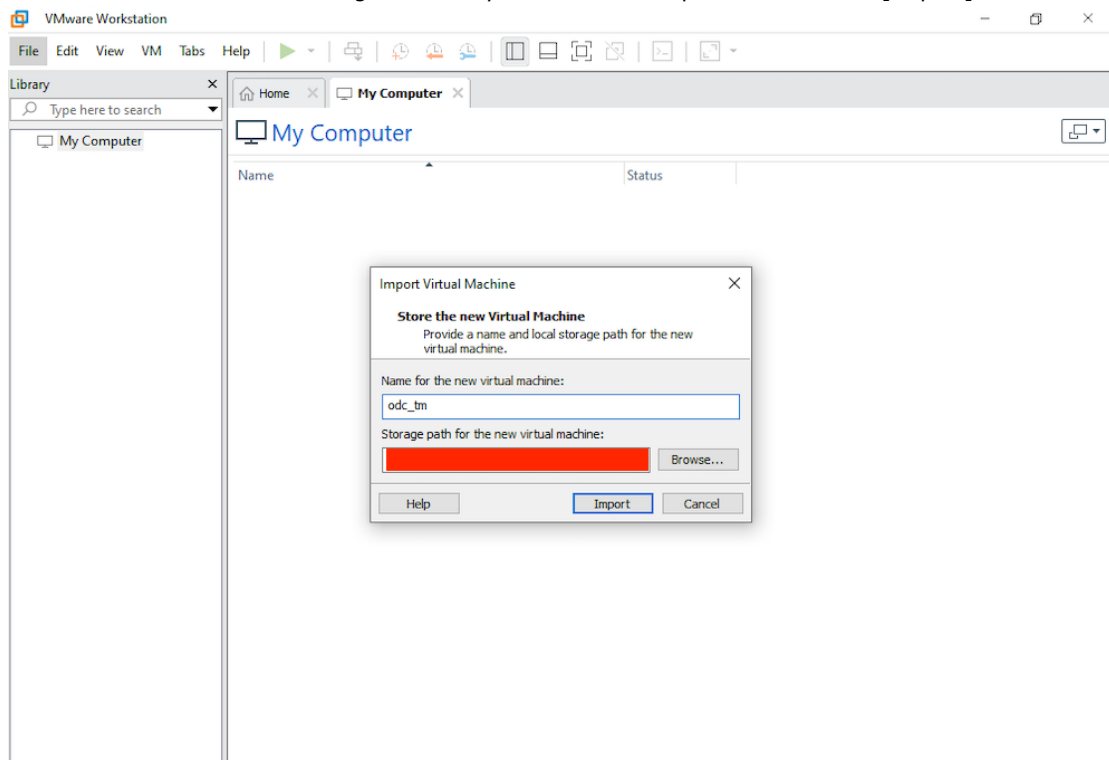 VMware Workstation
File Edit View VM Tabs Help
Library
Type here to search
My Computer
Home
My Computer
My Computer
Name Status
Import Virtual Machine
Store the new Virtual Machine
Provide a name and local storage path for the new
virtual machine.
Name for the new virtual machine:
odc_tm
Storage path for the new virtual machine:
Browse...
Help Import Cancel